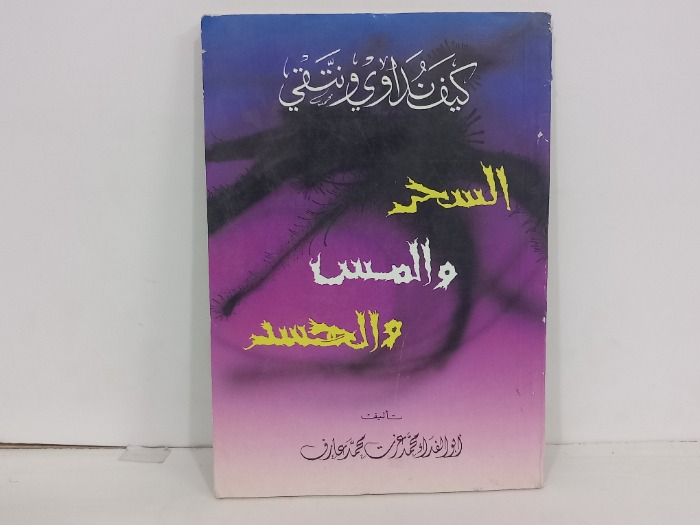 كيف نداوي ونتقي
السحر
والمس
والحسد
تأليف
أبو الفداء محمد عزت محمد عارف